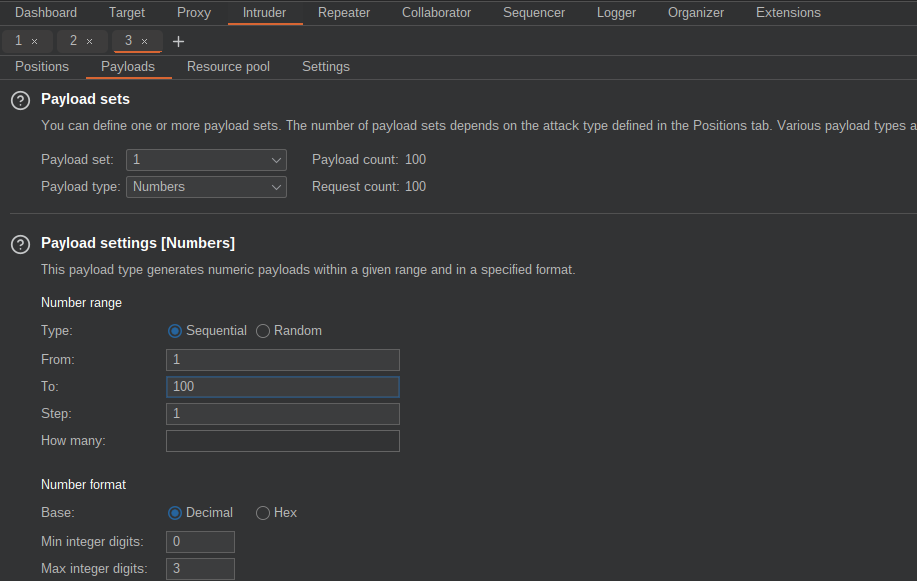 Dashboard Target Proxy Intruder Repeater Collaborator Sequencer Logger Organizer Extensions
1 × 2 × 3 × +
Positions Payloads Resource pool Settings
? Payload sets
You can define one or more payload sets. The number of payload sets depends on the attack type defined in the Positions tab. Various payload types a
Payload set: 1 Payload count: 100
Payload type: Numbers Request count: 100
? Payload settings [Numbers]
This payload type generates numeric payloads within a given range and in a specified format.
Number range
Type: Sequential Random
From: 1
To: 100
Step: 1
How many:
Number format
Base: Decimal Hex
Min integer digits: 0
Max integer digits: 3